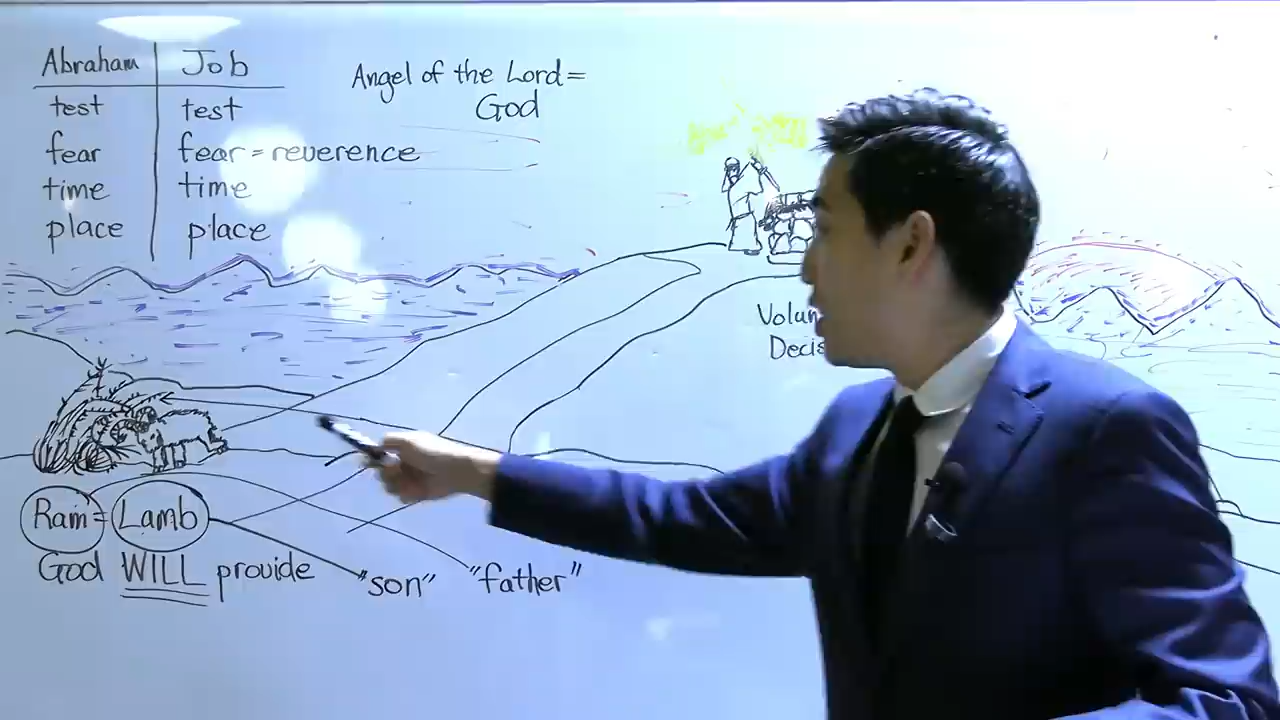 Abraham Job
test test
fear fear = reverence
time time
place place
Angel of the Lord =
God
Ram = Lamb
God WILL provide
"son" "father"